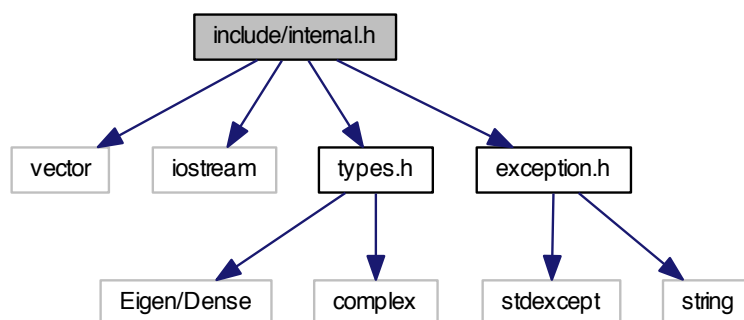 include/internal.h
vector
iostream
types.h
exception.h
Eigen/Dense
complex
stdexcept
string